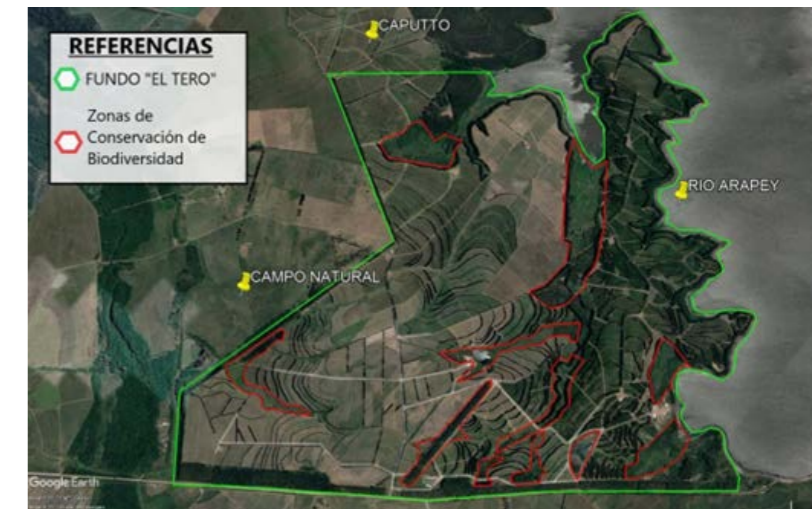 REFERENCIAS
FUNDO "EL TERO"
Zonas de
Conservación de
Biodiversidad
CAPUTTO
RIO ARAPEY
CAMPO NATURAL
Google Earth